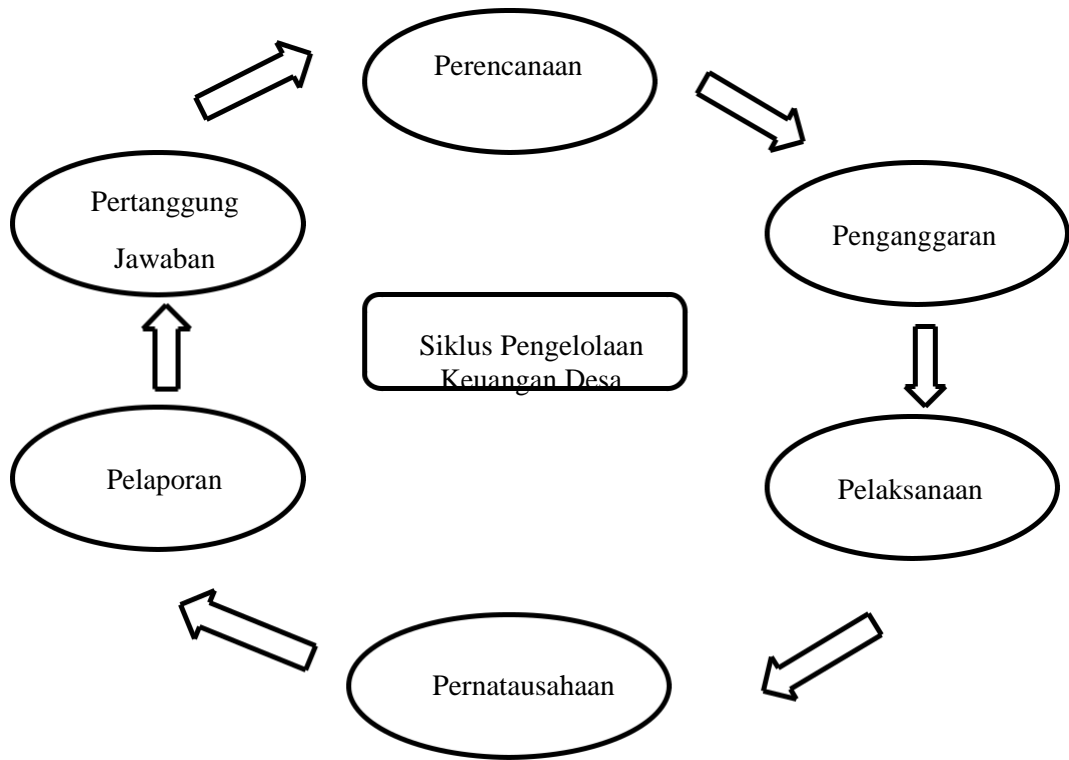 Perencanaan
Penganggaran
Pelaksanaan
Pernatausahaan
Pelaporan
Pertanggung
Jawaban
Siklus Pengelolaan
Keuangan Desa